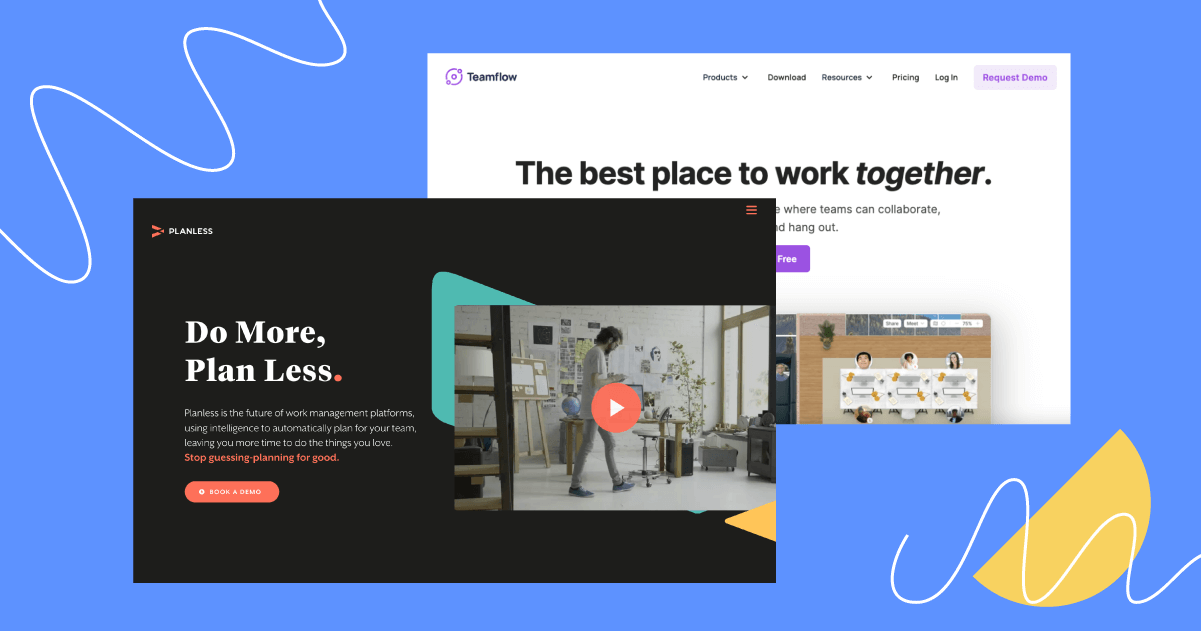 Teamflow
Products
Download
Resources
Pricing
Log In
Request Demo
The best place to work together.
where teams can collaborate,
hang out.
Free
Share
Meet
75%
PLANLESS
Do More,
Plan Less.
Planless is the future of work management platforms,
using intelligence to automatically plan for your team,
leaving you more time to do the things you love.
Stop guessing-planning for good.
BOOK A DEMO